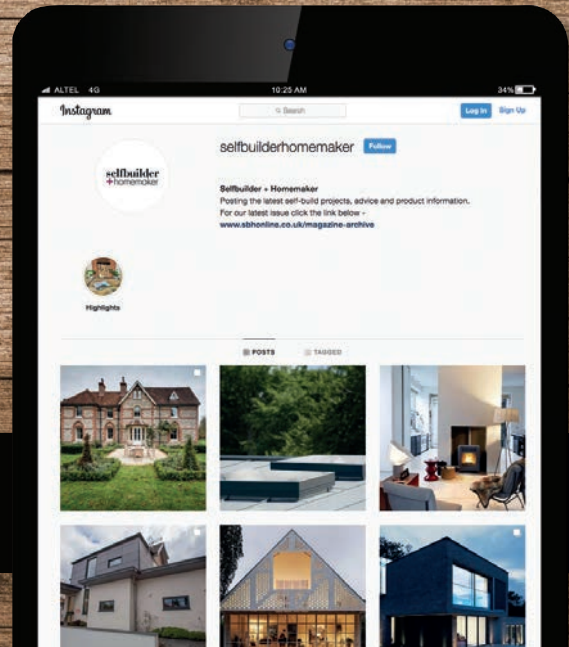 ALTEL 4G 10:25 AM 34%
Instagram Search Log In Sign Up
selfbuilder
+homemaker
selfbuilderhomemaker Follow
Selfbuilder + Homemaker
Posting the latest self-build projects, advice and product information.
For our latest issue click the link below -
www.sbhonline.co.uk/magazine-archive
Highlights
POSTS TAGGED